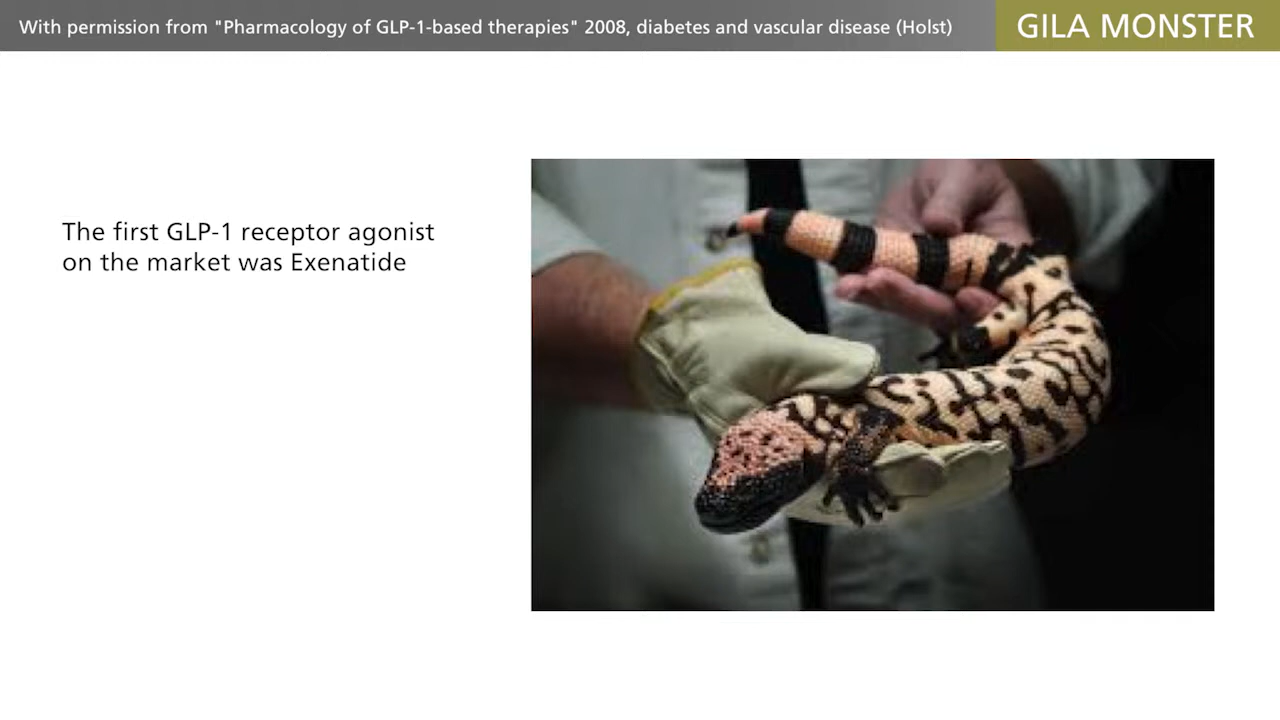 With permission from "Pharmacology of GLP-1-based therapies" 2008, diabetes and vascular disease (Holst)
GILA MONSTER
The first GLP-1 receptor agonist
on the market was Exenatide